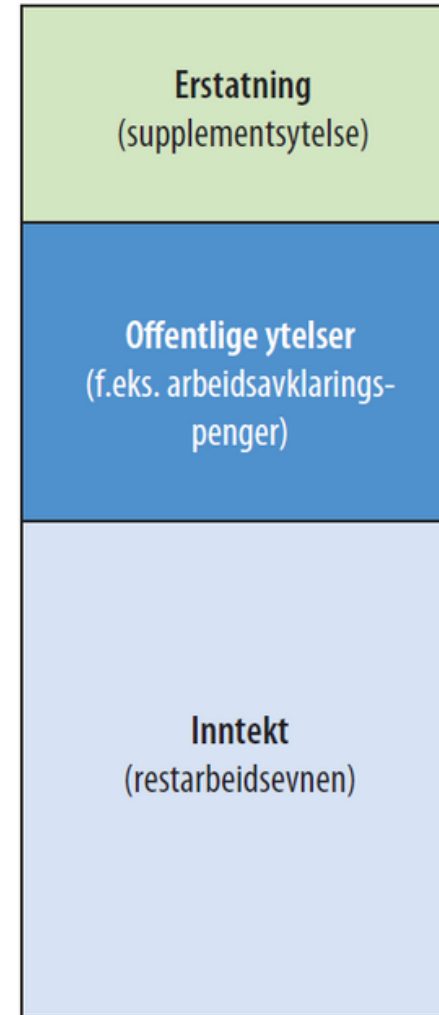 Erstatning
(supplementsytelse)
Offentlige ytelser
(f.eks. arbeidsavklarings-
penger)
Inntekt
(restarbeidsevnen)